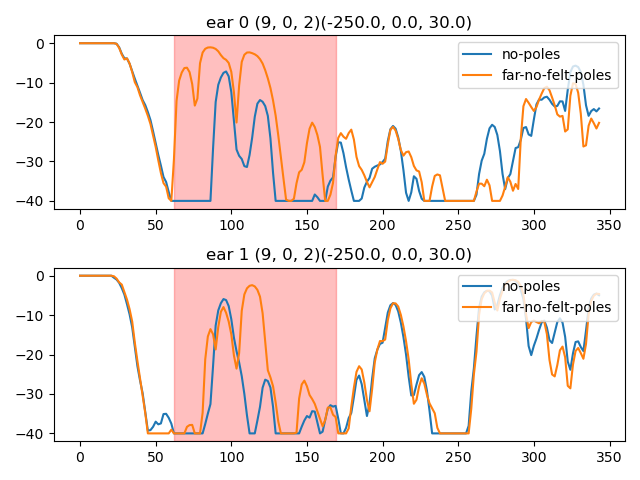 ear 0 (9, 0, 2)(-250.0, 0.0, 30.0)
0
−10
−20
−30
−40
no-poles
far-no-felt-poles
0 50 100 150 200 250 300 350
ear 1 (9, 0, 2)(-250.0, 0.0, 30.0)
0
−10
−20
−30
−40
no-poles
far-no-felt-poles
0 50 100 150 200 250 300 350